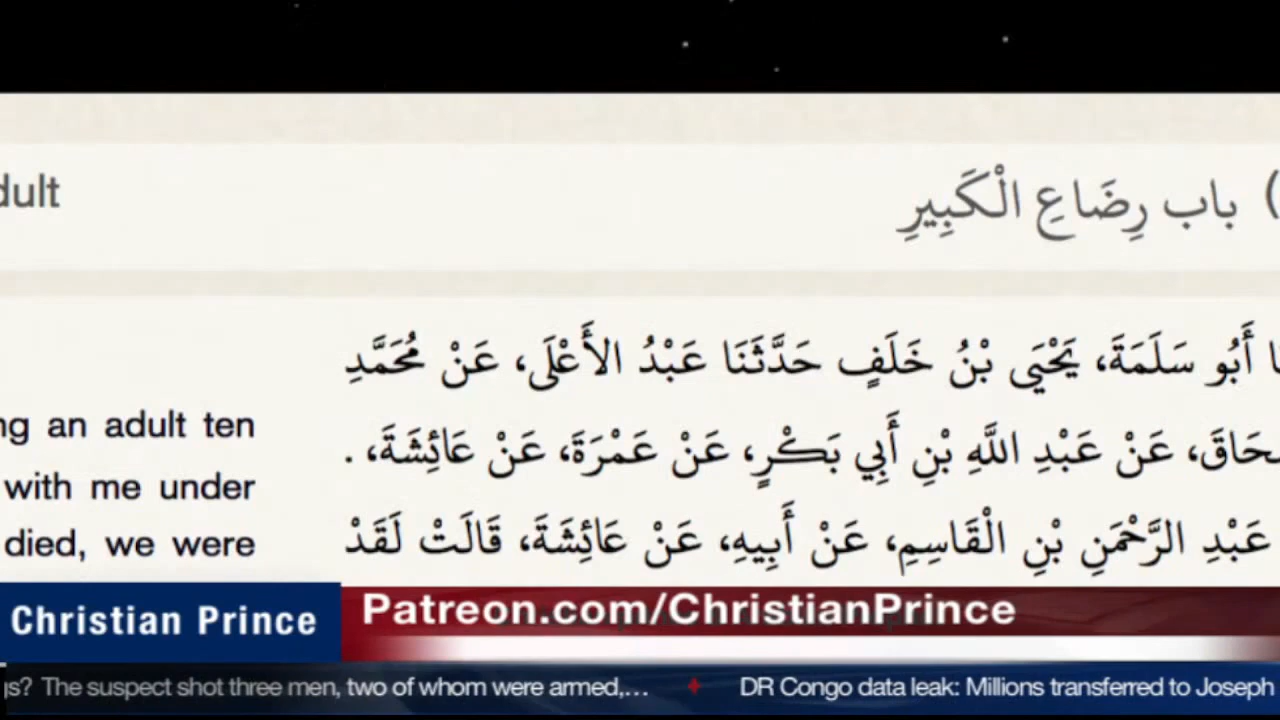 dult
باب رِضَاعِ الْكَبِيرِ (
أَبُو سَلَمَةَ، يَحْيَى بْنُ خَلَفٍ حَدَّثَنَا عَبْدُ الأَعْلَى، عَنْ مُحَمَّدِ
حَاقَ، عَنْ عَبْدِ اللَّهِ بْنِ أَبِي بَكْرٍ، عَنْ عَمْرَةَ، عَنْ عَائِشَةَ، .
عَبْدِ الرَّحْمَنِ بْنِ الْقَاسِمِ، عَنْ أَبِيهِ، عَنْ عَائِشَةَ، قَالَتْ لَقَدْ
ng an adult ten
with me under
died, we were
Christian Prince
Patreon.com/ChristianPrince
gs? The suspect shot three men, two of whom were armed,… DR Congo data leak: Millions transferred to Joseph